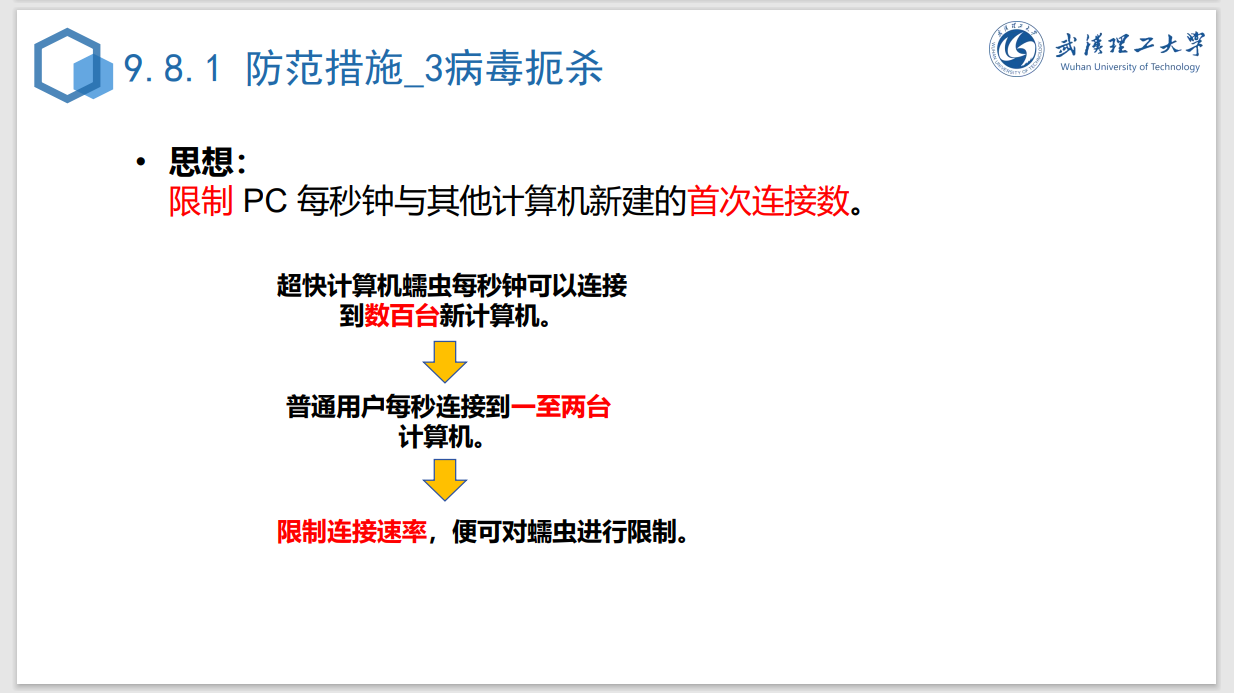 9.8.1 防范措施_3病毒扼杀
武汉理工大学
Wuhan University of Technology
• 思想：
限制 PC 每秒钟与其他计算机新建的首次连接数。
超快计算机蠕虫每秒钟可以连接
到数百台新计算机。
普通用户每秒连接到一至两台
计算机。
限制连接速率，便可对蠕虫进行限制。